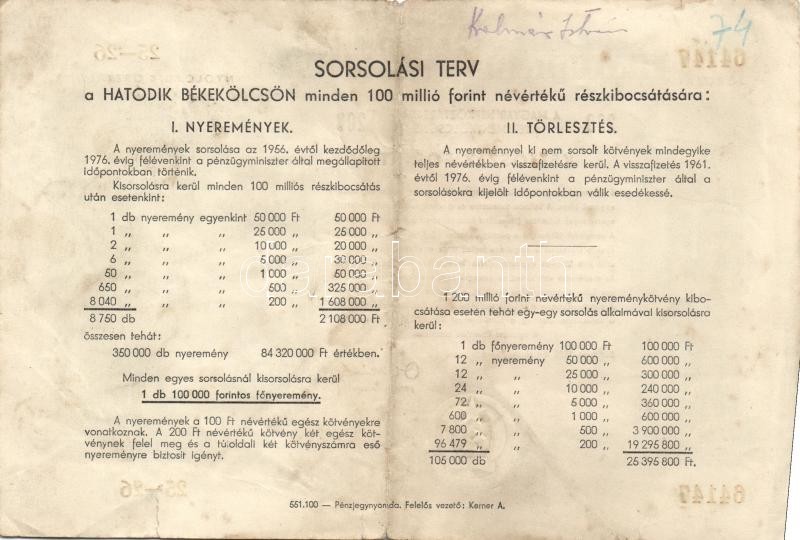 Kalmár István
74
SORSOLÁSI TERV
a HATODIK BÉKEKÖLCSÖN minden 100 millió forint névértékű részkibocsátására:
I. NYEREMÉNYEK.
A nyeremények sorsolása az 1956. évtől kezdődőleg
1976. évig félévenkint a pénzügyminiszter által megállapított
időpontokban történik.
Kisorsolásra kerül minden 100 milliós részkibocsátás
után esetenkint:
1 db nyeremény egyenkint 50 000 Ft 50 000 Ft
1 „ „ „ 25 000 „ 25 000 „
2 „ „ „ 10 000 „ 20 000 „
6 „ „ „ 5 000 „ 30 000 „
50 „ „ „ 1 000 „ 50 000 „
650 „ „ „ 500 „ 325 000 „
8 040 „ „ „ 200 „ 1 608 000 „
8 750 db 2 108 000 „
összesen tehát:
350 000 db nyeremény 84 320 000 Ft értékben.
Minden egyes sorsolásnál kisorsolásra kerül
1 db 100 000 forintos főnyeremény.
A nyeremények a 100 Ft névértékű egész kötvényekre
vonatkoznak. A 200 Ft névértékű kötvény két egész köt-
vénynek felel meg és a túloldali két kötvényszámra eső
nyereményre biztosít igényt.
II. TÖRLESZTÉS.
A nyereménnyel ki nem sorsolt kötvények mindegyike
teljes névértékben visszafizetésre kerül. A visszafizetés 1961.
évtől 1976. évig félévenkint a pénzügyminiszter által a
sorsolásokra kijelölt időpontokban válik esedékessé.
1 200 millió forint névértékű nyereménykötvény kibo-
csátása esetén tehát egy-egy sorsolás alkalmával kisorsolásra
kerül:
1 db főnyeremény 100 000 Ft 100 000 Ft
12 „ nyeremény 50 000 „ 600 000 „
12 „ „ 25 000 „ 300 000 „
24 „ „ 10 000 „ 240 000 „
72 „ „ 5 000 „ 360 000 „
600 „ „ 1 000 „ 600 000 „
7 800 „ „ 500 „ 3 900 000 „
96 479 „ „ 200 „ 19 295 800 „
105 000 db 25 395 800 Ft.
551.100 — Pénzjegynyomda. Felelős vezető: Kerner A.
darabanth